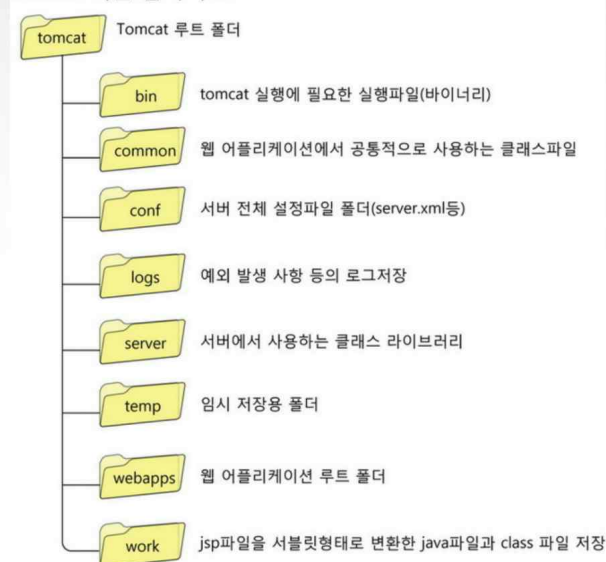 tomcat Tomcat 루트 폴더
bin tomcat 실행에 필요한 실행파일(바이너리)
common 웹 어플리케이션에서 공통적으로 사용하는 클래스파일
conf 서버 전체 설정파일 폴더(server.xml등)
logs 예외 발생 사항 등의 로그저장
server 서버에서 사용하는 클래스 라이브러리
temp 임시 저장용 폴더
webapps 웹 어플리케이션 루트 폴더
work jsp파일을 서블릿형태로 변환한 java파일과 class 파일 저장